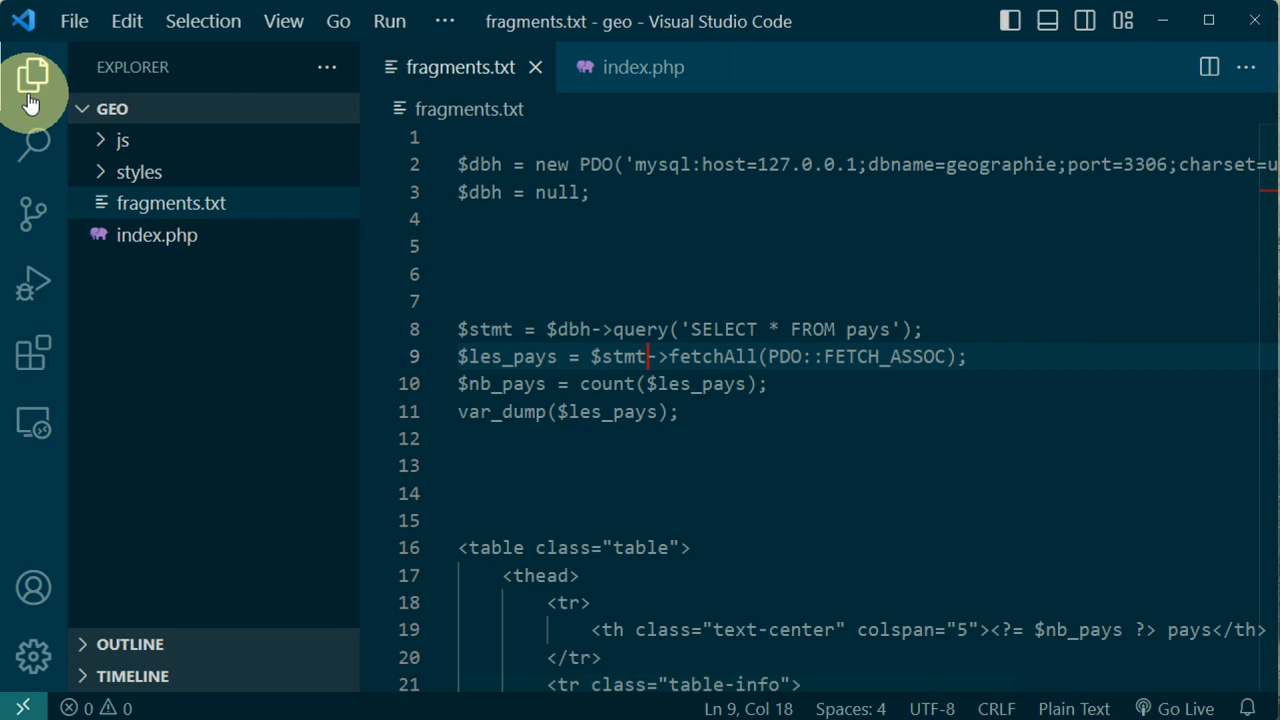 File Edit Selection View Go Run ··· fragments.txt - geo - Visual Studio Code
EXPLORER ···
GEO
js
styles
fragments.txt
index.php
OUTLINE
TIMELINE
fragments.txt index.php ···
fragments.txt
1
2 $dbh = new PDO('mysql:host=127.0.0.1;dbname=geographie;port=3306;charset=u
3 $dbh = null;
4
5
6
7
8 $stmt = $dbh->query('SELECT * FROM pays');
9 $les_pays = $stmt->fetchAll(PDO::FETCH_ASSOC);
10 $nb_pays = count($les_pays);
11 var_dump($les_pays);
12
13
14
15
16 <table class="table">
17 <thead>
18 <tr>
19 <th class="text-center" colspan="5"><?= $nb_pays ?> pays</th>
20 </tr>
21 <tr class="table-info">
0 0 Ln 9, Col 18 Spaces: 4 UTF-8 CRLF Plain Text Go Live